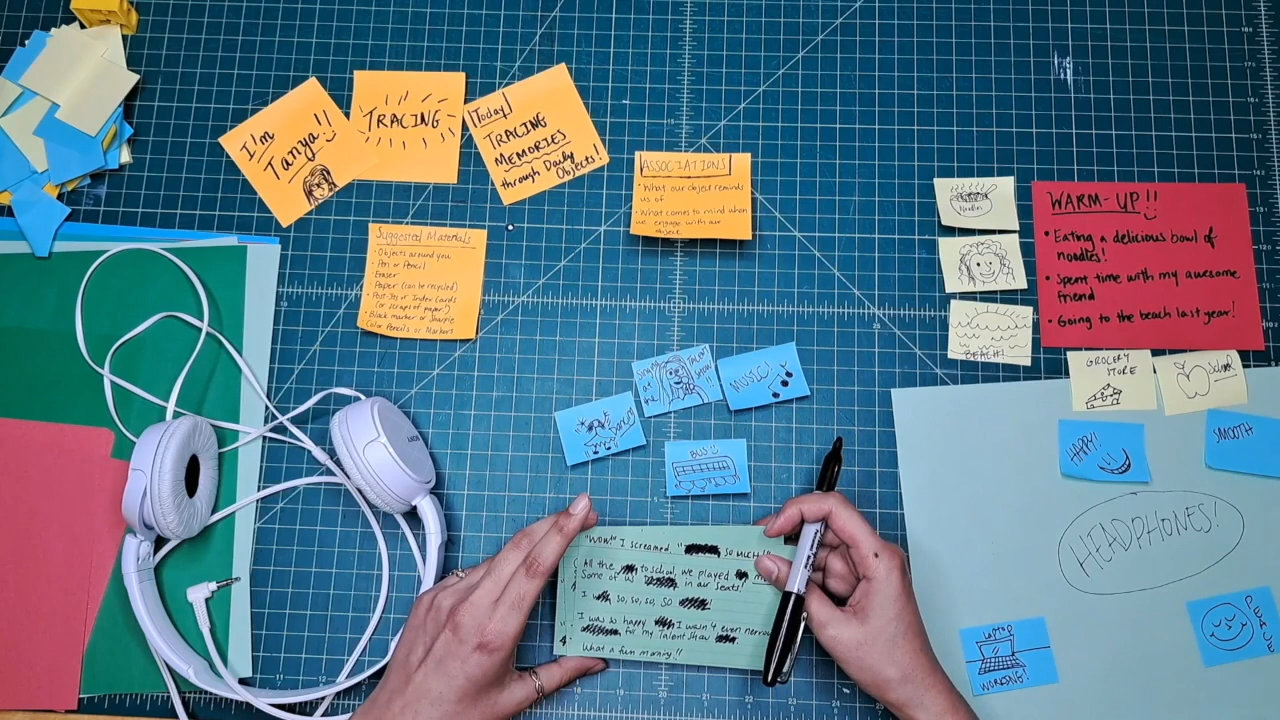 I'm
Tanya!!
TRACING
Today
TRACING
MEMORIES
through Daily
Objects!
Suggested Materials
• Objects around you
• Pen or Pencil
• Eraser
Paper (can be recycled)
• Post-Its or Index Cards
(or scraps of paper!)
• Black marker or Sharpie
Color Pencils or Markers
ASSOCIATIONS
• What our object reminds
us of
• What comes to mind when
we engage with our
object
Noodles
BEACH!
WARM-UP!!
• Eating a delicious bowl of
noodles!
• Spent time with my awesome
friend
• Going to the beach last year!
GROCERY
STORE
School
HAPPY!
SMOOTH
HEADPHONES!
LAPTOP
WORKING!
PEACE
TALENT
SHOW!!
MUSIC!
DANCE!
BUS
SONY
"WOW!" I screamed. " SO MUCH!"
All the to school, we played
Some of us in our seats!
I so, so, so, so !
I was so happy I wasn't even nervous
for my Talent Show
What a fun morning!!